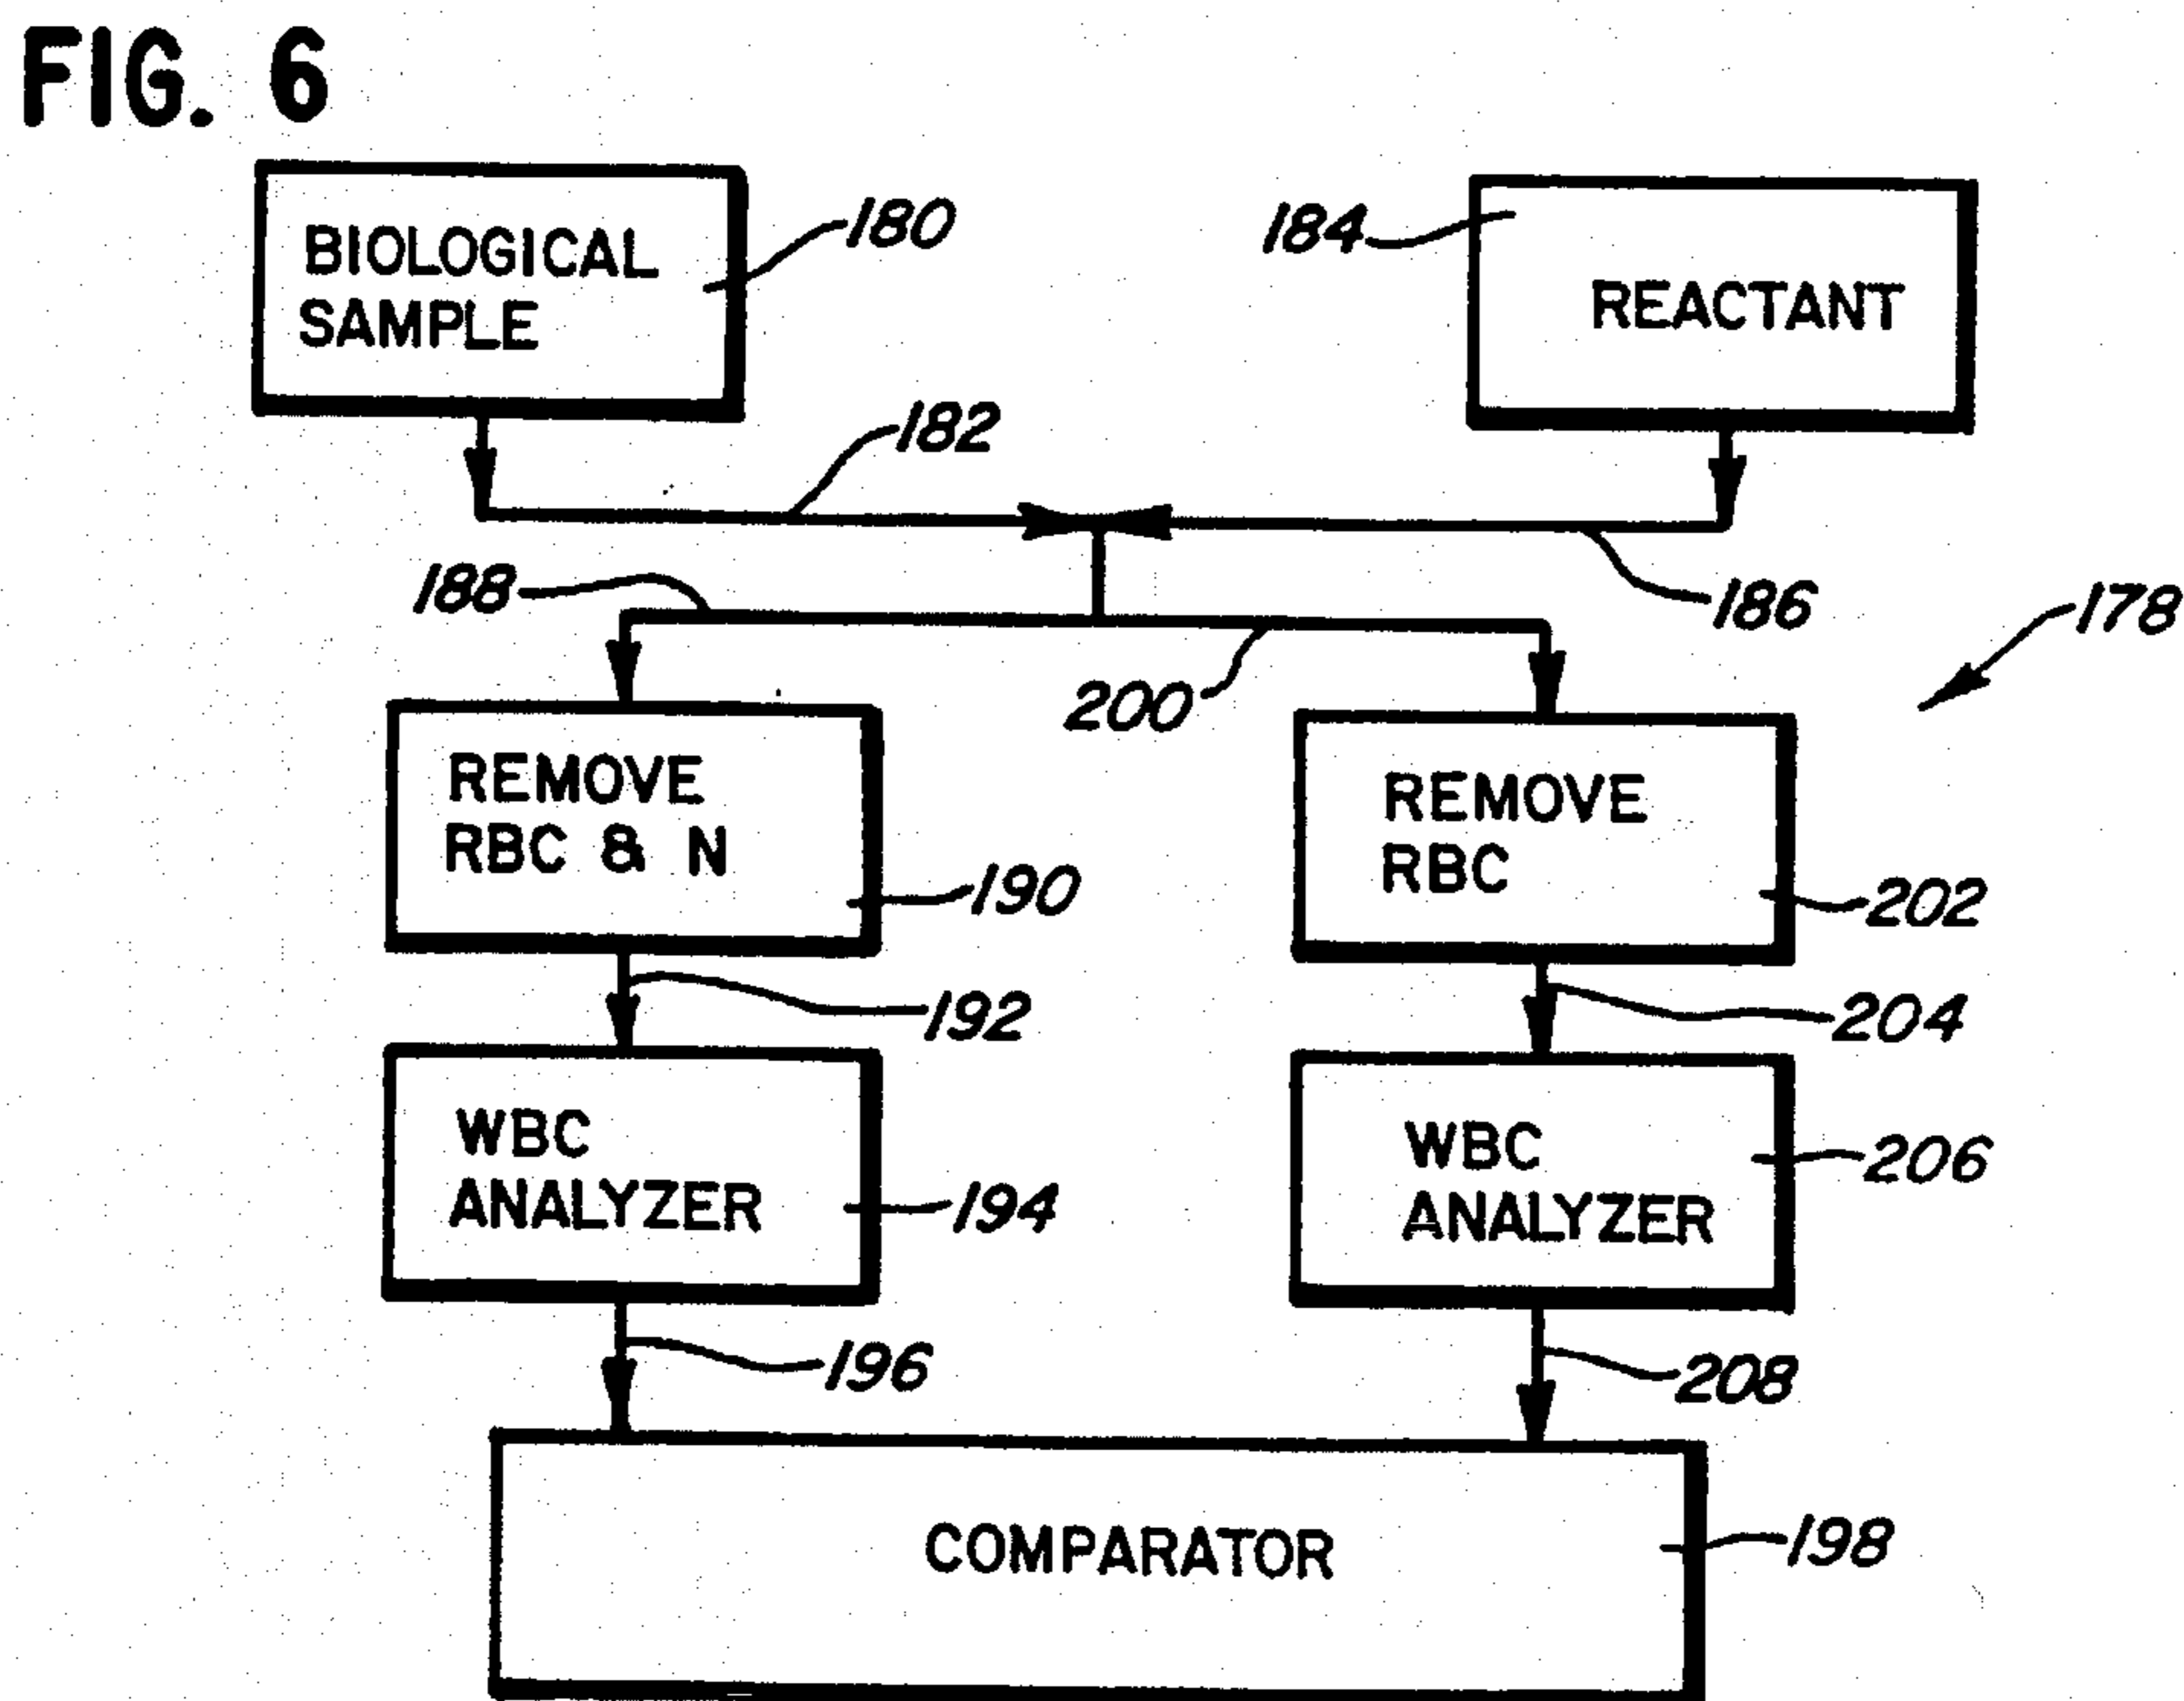 FIG. 6
BIOLOGICAL
SAMPLE
180
184
REACTANT
182
188
186
178
200
REMOVE
RBC & N
190
REMOVE
RBC
202
192
204
WBC
ANALYZER
194
WBC
ANALYZER
206
196
208
COMPARATOR
198